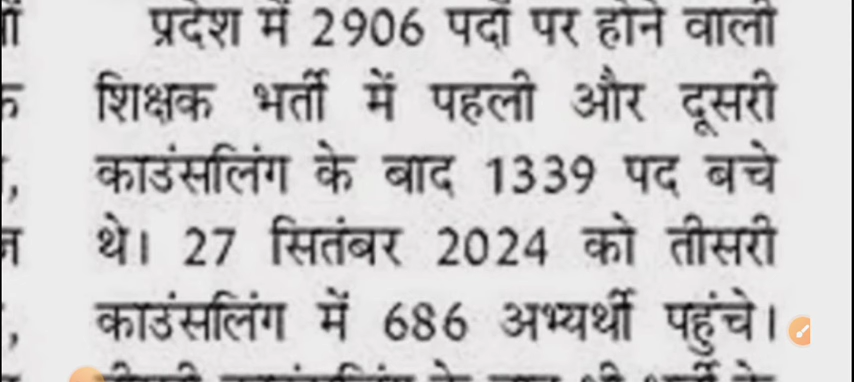 प्रदेश में 2906 पदों पर होने वाली
शिक्षक भर्ती में पहली और दूसरी
काउंसलिंग के बाद 1339 पद बचे
थे। 27 सितंबर 2024 को तीसरी
काउंसलिंग में 686 अभ्यर्थी पहुंचे।